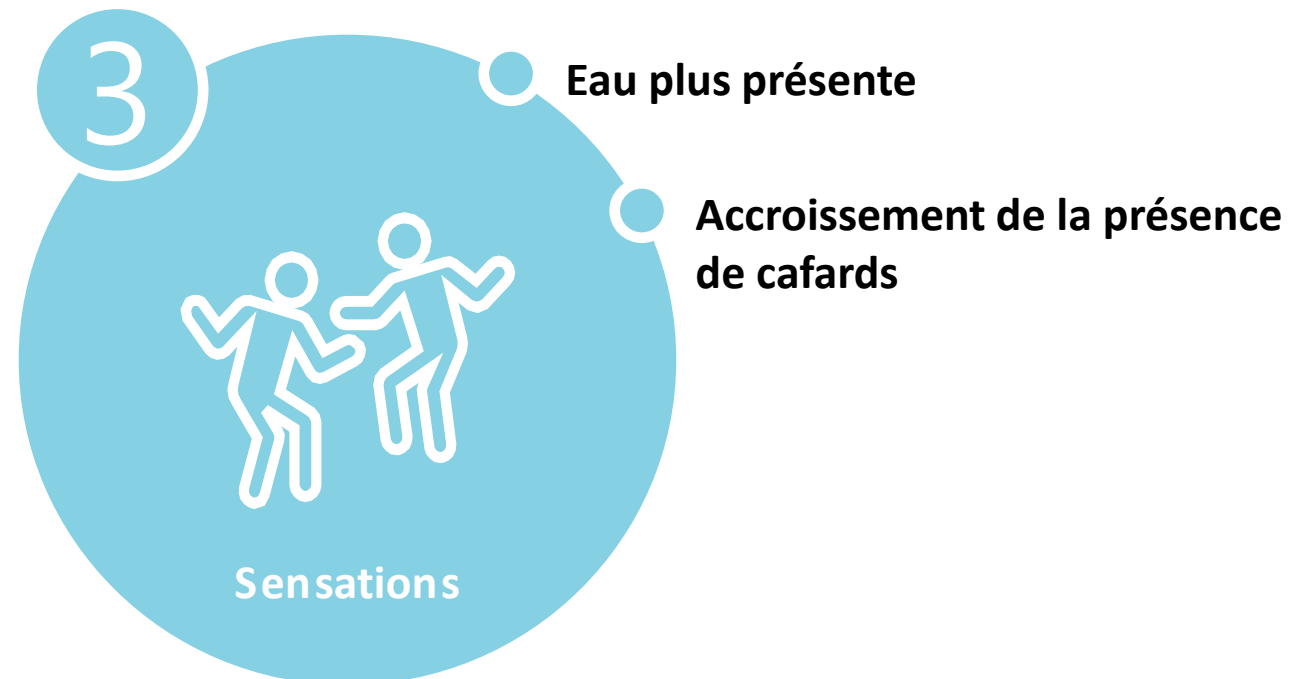 3
Eau plus présente
Accroissement de la présence
de cafards
Sensations